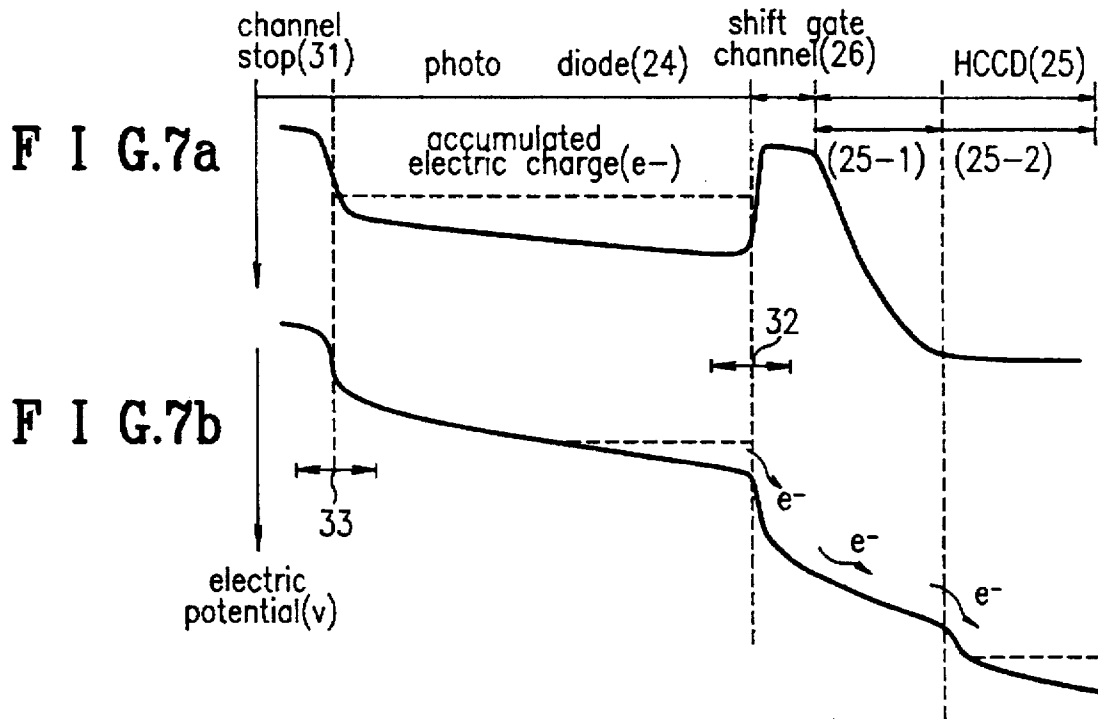 channel
stop(31)
photo
diode(24)
shift gate
channel(26)
HCCD(25)
F I G.7a
accumulated
electric charge(e-)
(25-1)
(25-2)
32
F I G.7b
e-
33
e-
e-
electric
potential(v)